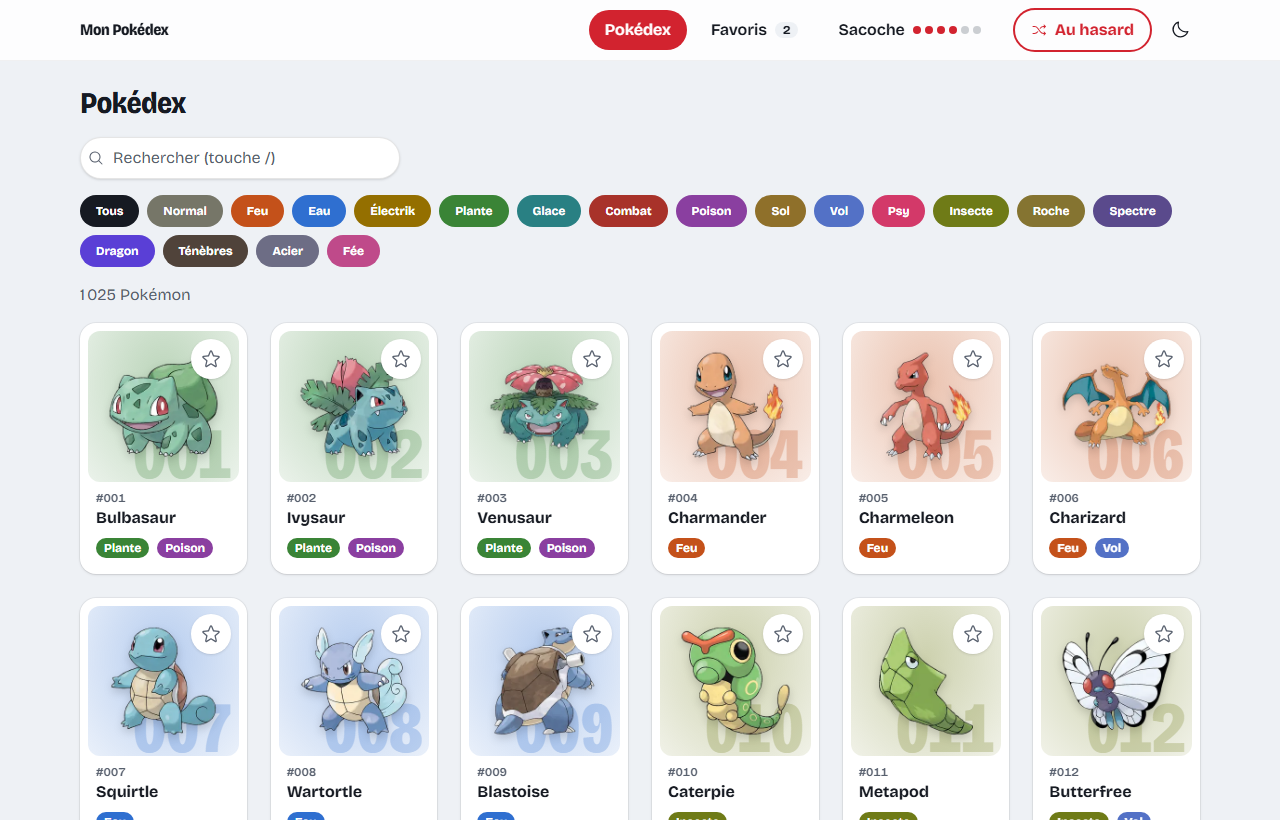 Mon Pokédex Pokédex Favoris 2 Sacoche Au hasard
Pokédex
Rechercher (touche /)
Tous Normal Feu Eau Électrik Plante Glace Combat Poison Sol Vol Psy Insecte Roche Spectre
Dragon Ténèbres Acier Fée
1025 Pokémon
001 002 003 004 005 006
#001 #002 #003 #004 #005 #006
Bulbasaur Ivysaur Venusaur Charmander Charmeleon Charizard
Plante Poison Plante Poison Plante Poison Feu Feu Feu Vol
007 008 009 010 011 012
#007 #008 #009 #010 #011 #012
Squirtle Wartortle Blastoise Caterpie Metapod Butterfree